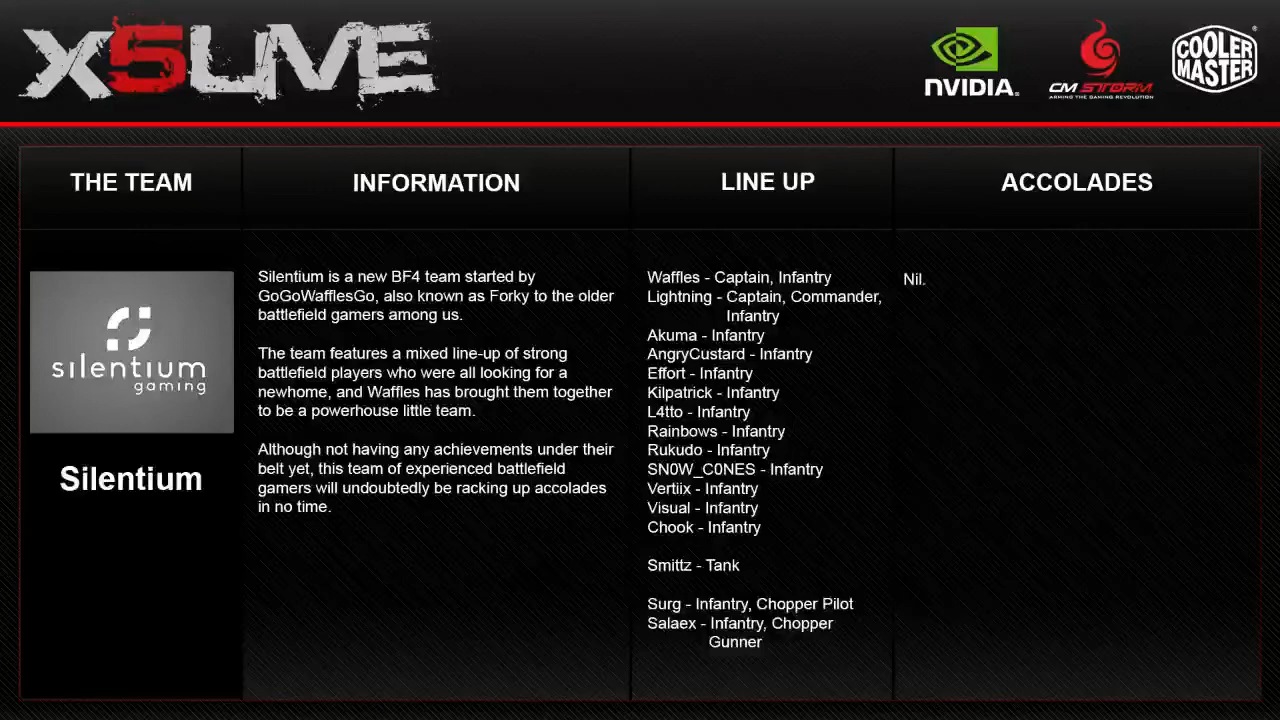 X5LIVE
NVIDIA.
CM STORM
ARMING THE GAMING REVOLUTION
COOLER
MASTER
THE TEAM
INFORMATION
LINE UP
ACCOLADES
silentium
gaming
Silentium
Silentium is a new BF4 team started by
GoGoWafflesGo, also known as Forky to the older
battlefield gamers among us.
The team features a mixed line-up of strong
battlefield players who were all looking for a
newhome, and Waffles has brought them together
to be a powerhouse little team.
Although not having any achievements under their
belt yet, this team of experienced battlefield
gamers will undoubtedly be racking up accolades
in no time.
Waffles - Captain, Infantry
Lightning - Captain, Commander,
Infantry
Akuma - Infantry
AngryCustard - Infantry
Effort - Infantry
Kilpatrick - Infantry
L4tto - Infantry
Rainbows - Infantry
Rukudo - Infantry
SN0W_C0NES - Infantry
Vertiix - Infantry
Visual - Infantry
Chook - Infantry
Smittz - Tank
Surg - Infantry, Chopper Pilot
Salaex - Infantry, Chopper
Gunner
Nil.